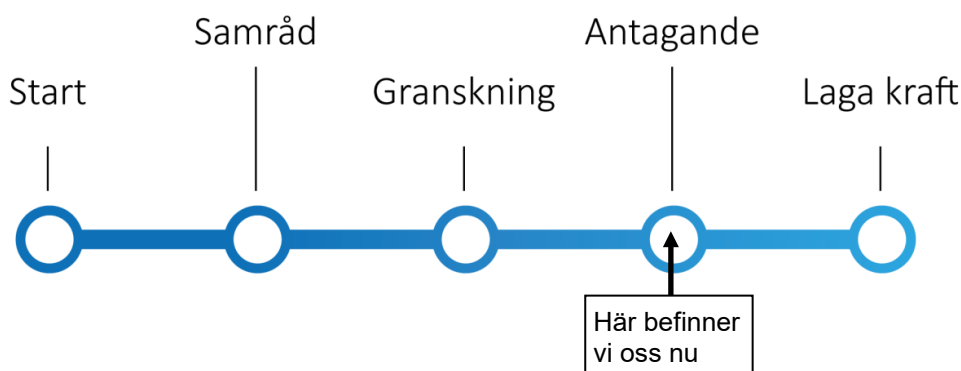 Start
Samråd
Granskning
Antagande
Laga kraft
Här befinner
vi oss nu